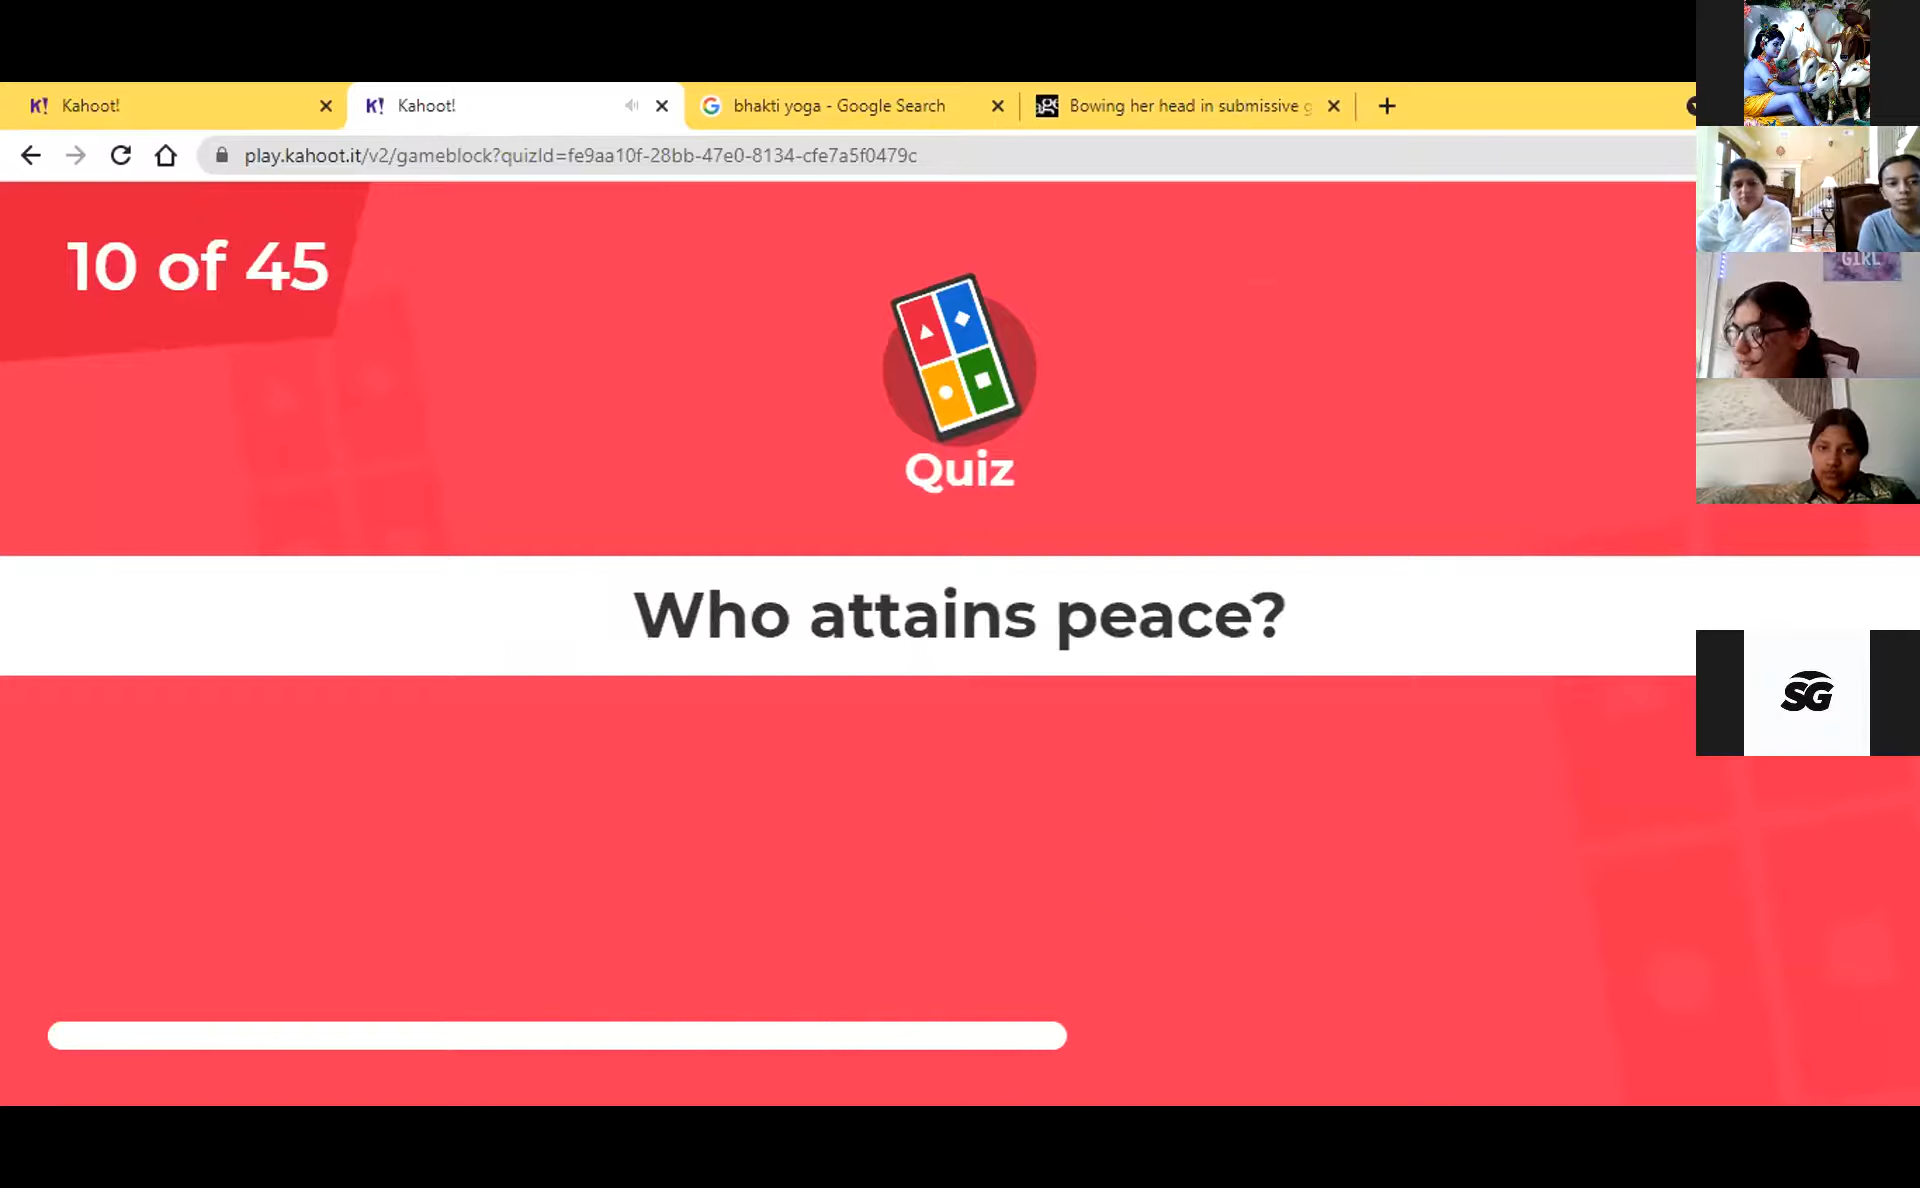 K! Kahoot!
K! Kahoot!
bhakti yoga - Google Search
Bowing her head in submissive g
play.kahoot.it/v2/gameblock?quizId=fe9aa10f-28bb-47e0-8134-cfe7a5f0479c
10 of 45
Quiz
Who attains peace?
GIRL
SG